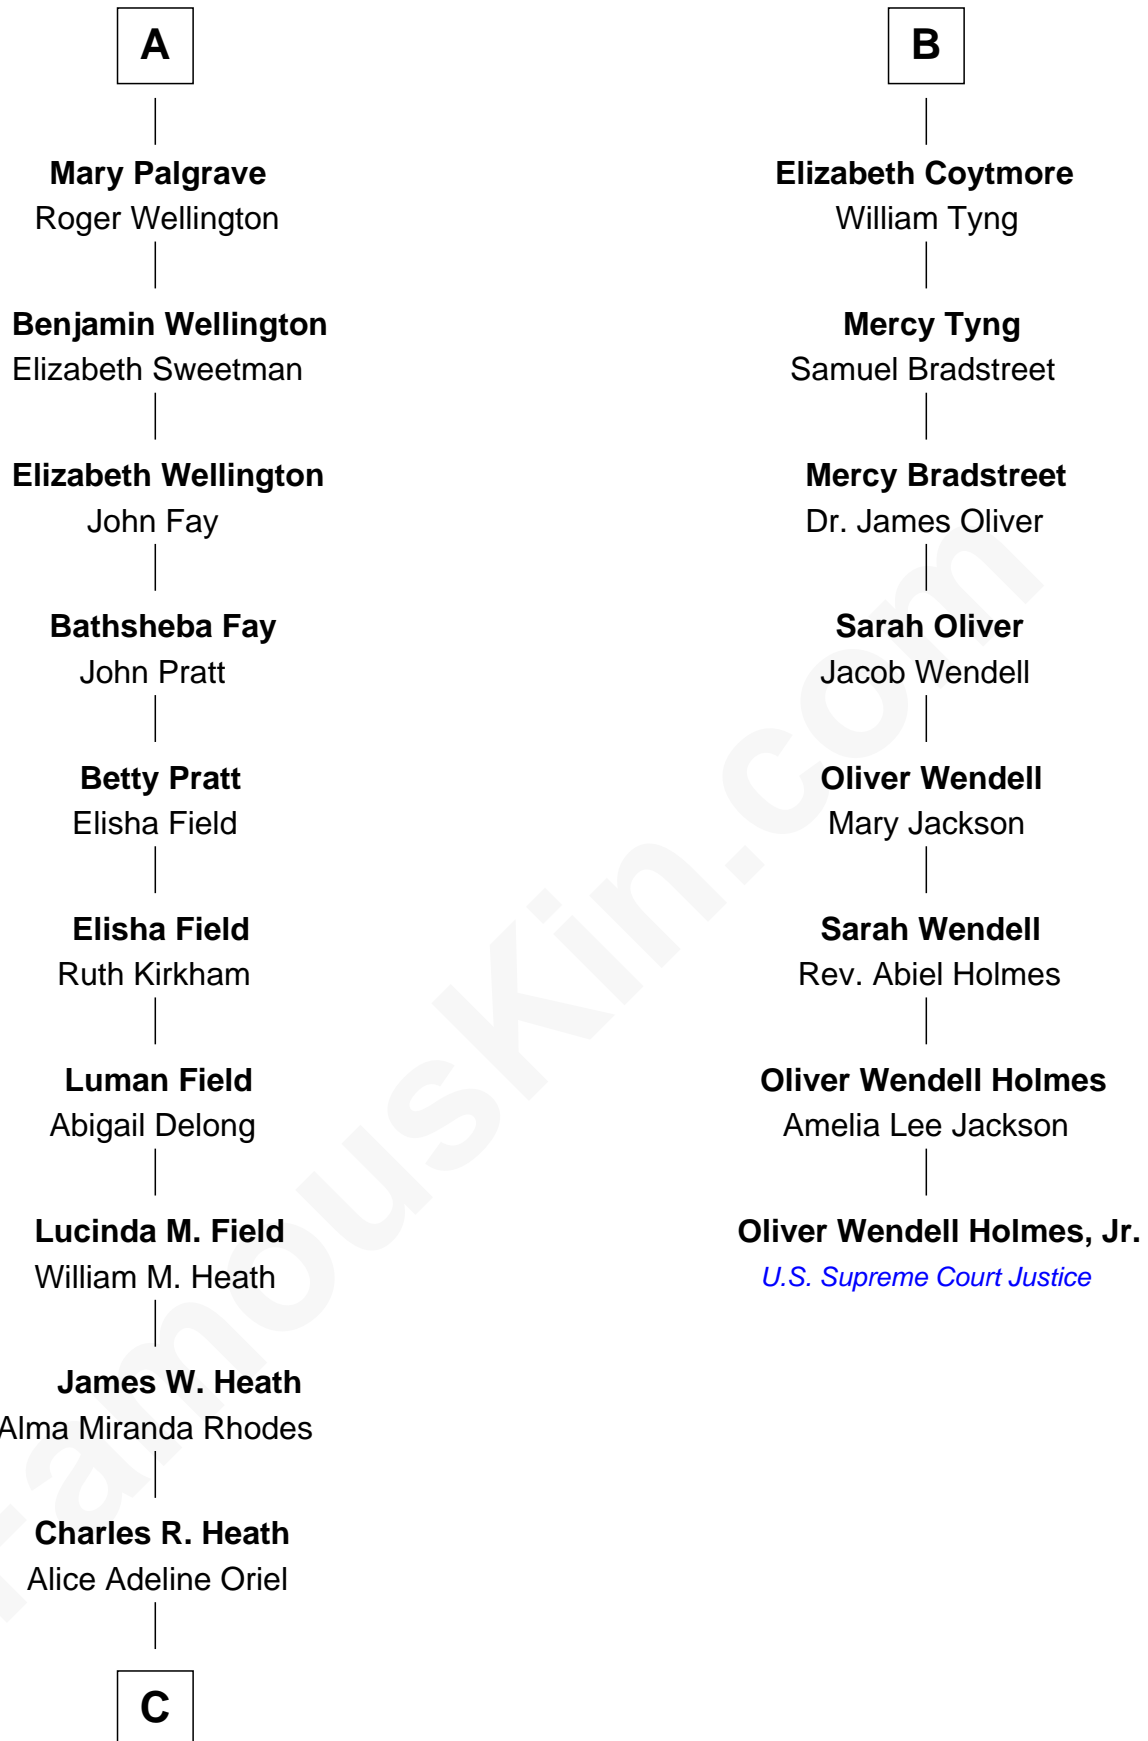 A
Mary Palgrave
Roger Wellington
Benjamin Wellington
Elizabeth Sweetman
Elizabeth Wellington
John Fay
Bathsheba Fay
John Pratt
Betty Pratt
Elisha Field
Elisha Field
Ruth Kirkham
Luman Field
Abigail Delong
Lucinda M. Field
William M. Heath
James W. Heath
Alma Miranda Rhodes
Charles R. Heath
Alice Adeline Oriel
C
B
Elizabeth Coytmore
William Tyng
Mercy Tyng
Samuel Bradstreet
Mercy Bradstreet
Dr. James Oliver
Sarah Oliver
Jacob Wendell
Oliver Wendell
Mary Jackson
Sarah Wendell
Rev. Abiel Holmes
Oliver Wendell Holmes
Amelia Lee Jackson
Oliver Wendell Holmes, Jr.
U.S. Supreme Court Justice
FamousKin.com